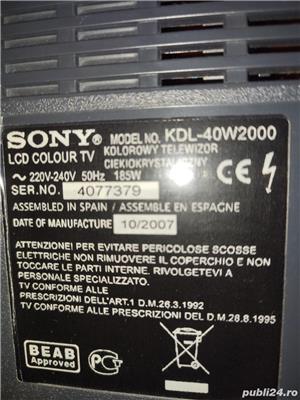 SONY® MODEL NO. KDL-40W2000
LCD COLOUR TV KOLOROWY TELEWIZOR
CIEKŁOKRYSTALICZNY
~ 220V-240V 50Hz 185W
SER.NO. 4077379
ASSEMBLED IN SPAIN / ASSEMBLE EN ESPAGNE
DATE OF MANUFACTURE 10/2007
ATTENZIONE! PER EVITARE PERICOLOSE SCOSSE
ELETTRICHE NON RIMUOVERE IL COPERCHIO E NON
TOCCARE LE PARTI INTERNE. RIVOLGETEVI A
PERSONALE SPECIALIZZATO.
TV CONFORME ALLE
PRESCRIZIONI DELL'ART.1 D.M.26.3.1992
TV CONFORME ALLE PRESCRIZIONI DEL D.M.28.8.1995
CE
BEAB
Approved
PCT
publi24.ro